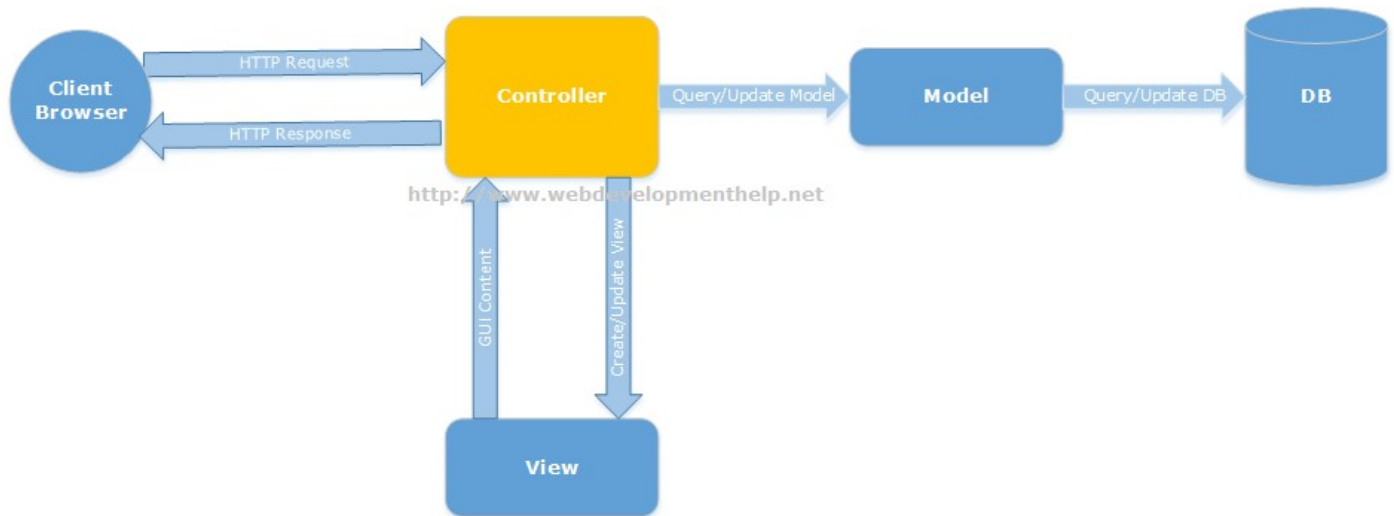 Client
Browser
HTTP Request
HTTP Response
Controller
Query/Update Model
Model
Query/Update DB
DB
http://www.webdevelopmenthelp.net
GUI Content
Create/Update View
View